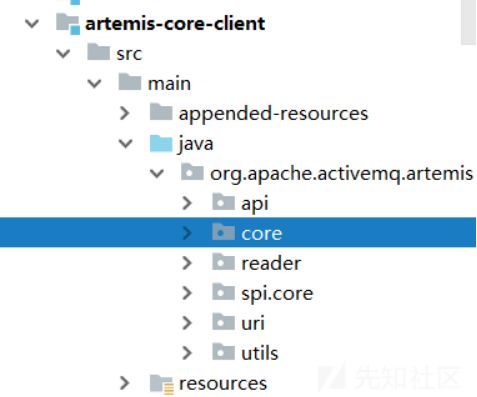 artemis-core-client
src
main
appended-resources
java
org.apache.activemq.artemis
api
core
reader
spi.core
uri
utils
resources
先知社区